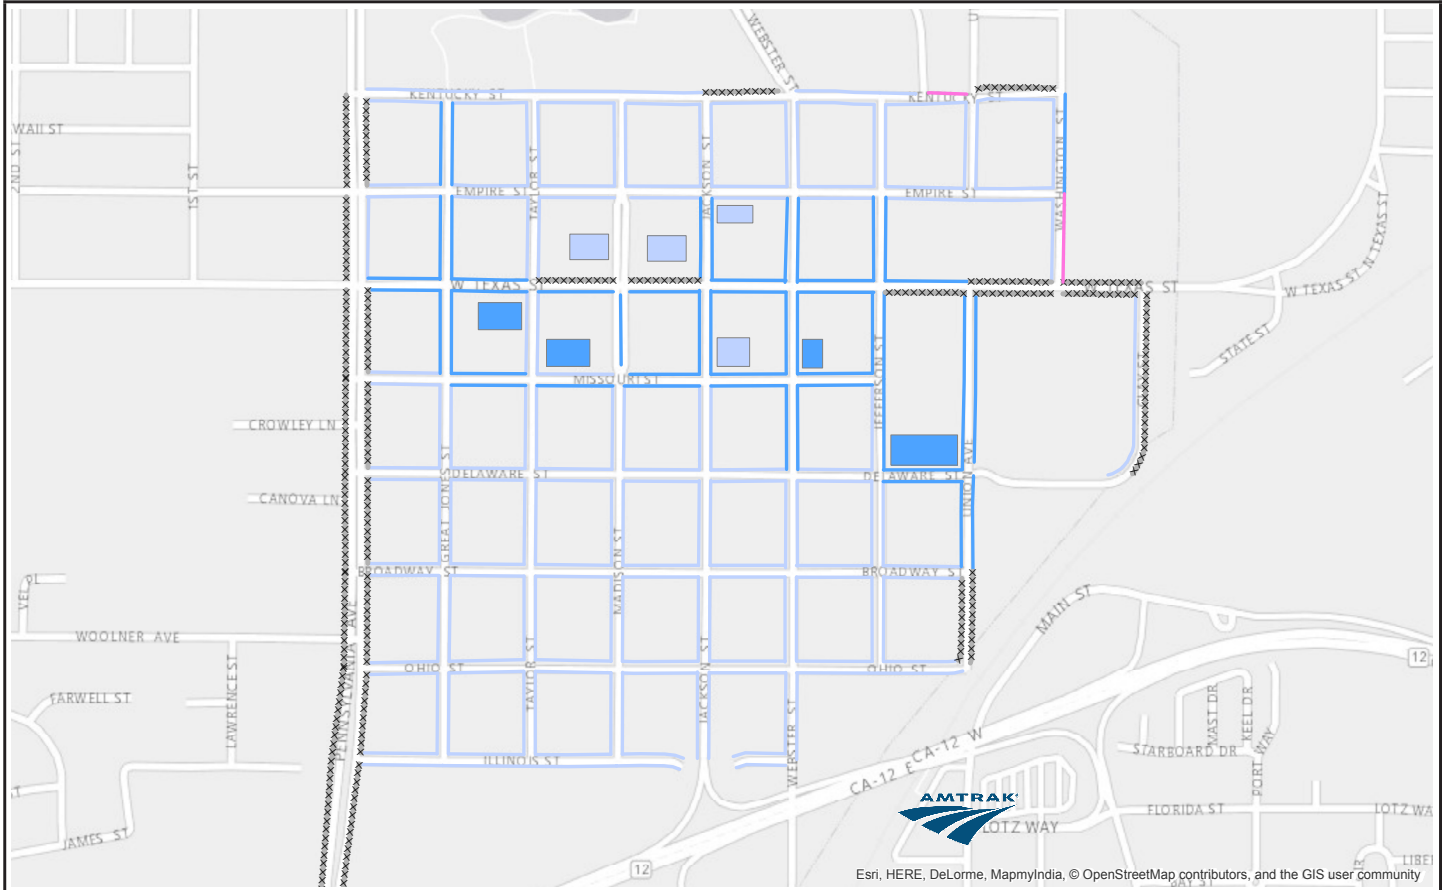 WEBSTER ST
KENTUCKY ST
KENTUCKY ST
2ND ST
1ST ST
TAYLOR ST
JACKSON ST
WASHINGTON ST
EMPIRE ST
EMPIRE ST
W TEXAS ST
W TEXAS ST
W TEXAS ST
N TEXAS ST
STATE ST
JEFFERSON ST
MISSOURI ST
CROWLEY LN
GREAT JONES ST
DELAWARE ST
DELAWARE ST
UNION AVE
CANOVA LN
MADISON ST
BROADWAY ST
BROADWAY ST
WOOLNER AVE
PENNSYLVANIA AVE
MAIN ST
LAWRENCE ST
TAYLOR ST
JACKSON ST
OHIO ST
OHIO ST
12
FARWELL ST
WEBSTER ST
MAST DR
KEEL DR
PORT WAY
STARBOARD DR
ILLINOIS ST
CA-12 E
CA-12 W
AMTRAK
FLORIDA ST
LOTZ WA
LOTZ WAY
JAMES ST
12
Esri, HERE, DeLorme, MapmyIndia, © OpenStreetMap contributors, and the GIS user community